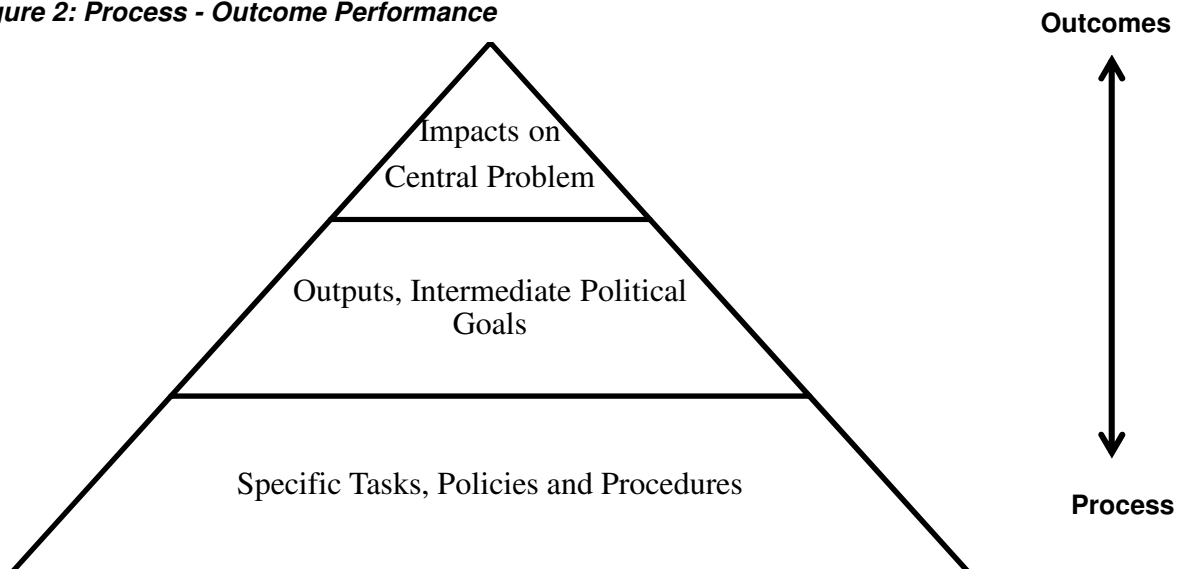 gure 2: Process - Outcome Performance
Outcomes
Impacts on
Central Problem
Outputs, Intermediate Political
Goals
Specific Tasks, Policies and Procedures
Process